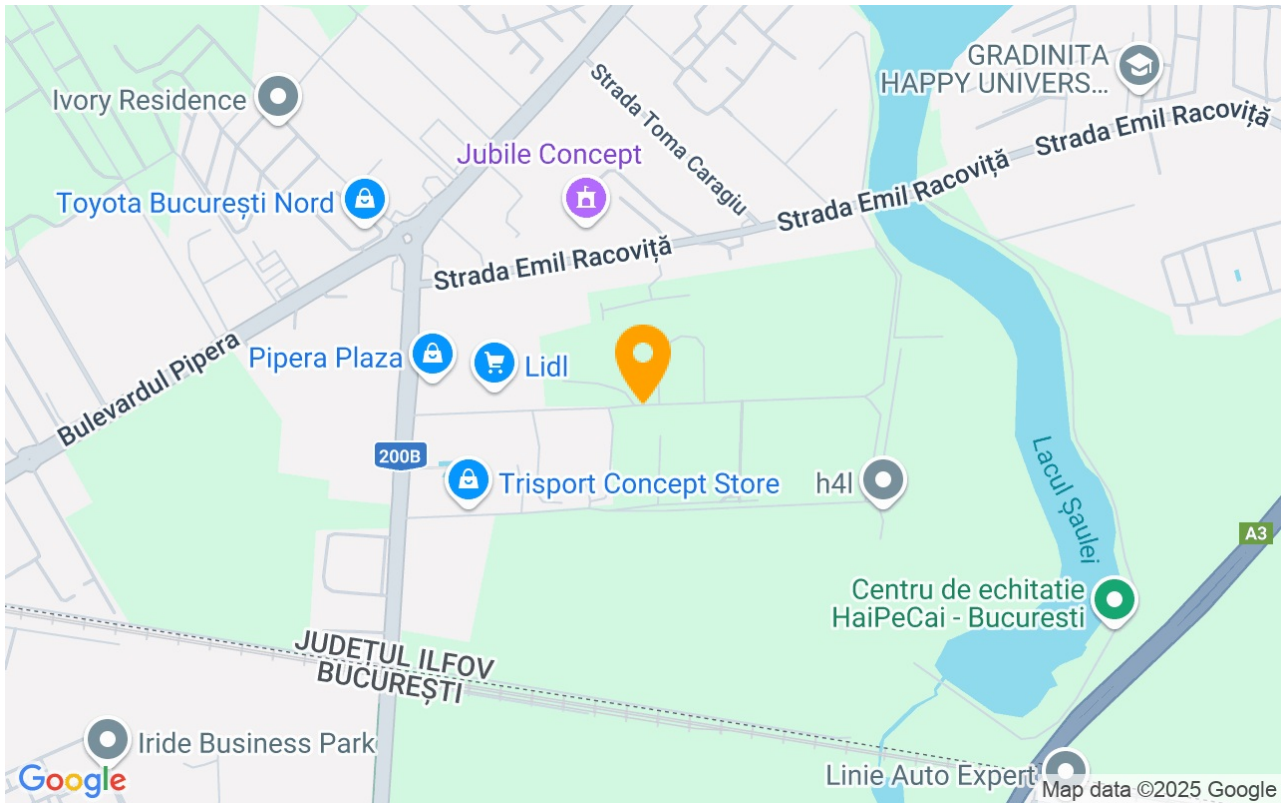 GRADINITA
HAPPY UNIVERS...
Ivory Residence
Strada Toma Caragiu
Strada Emil Racoviță
Jubile Concept
Toyota București Nord
Strada Emil Racoviță
Strada Emil Racoviță
Bulevardul Pipera
Pipera Plaza
Lidl
200B
Trisport Concept Store
h4l
Lacul Șaulei
A3
Centru de echitatie
HaiPeCai - Bucuresti
JUDEȚUL ILFOV
BUCUREȘTI
Iride Business Park
Linie Auto Expert
Google
Map data ©2025 Google